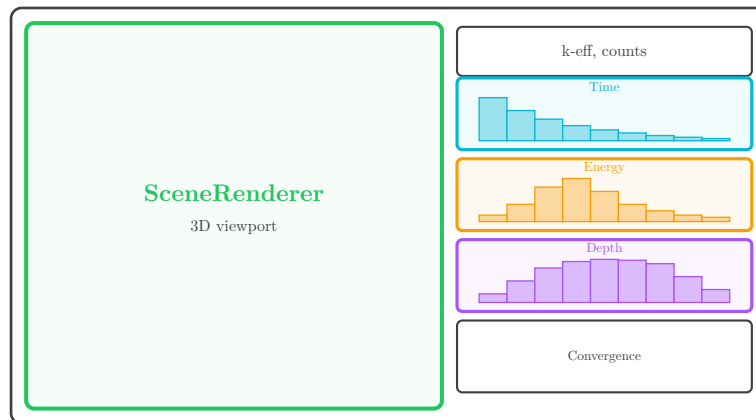 SceneRenderer
3D viewport
k-eff, counts
Time
Energy
Depth
Convergence